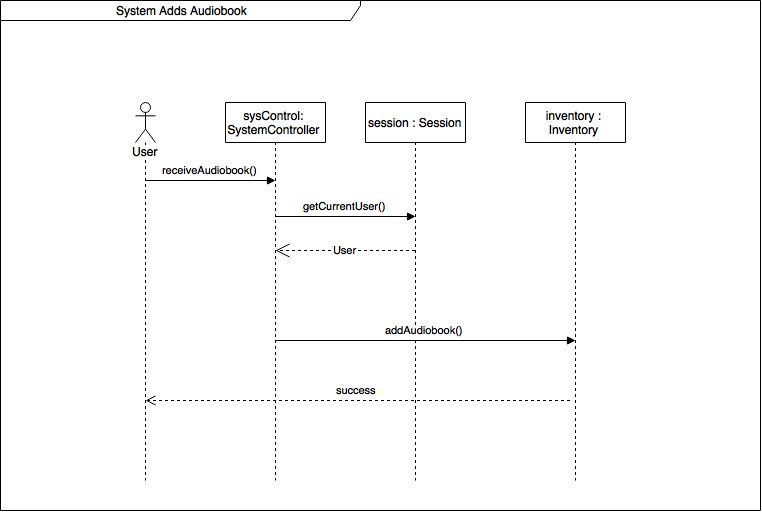 System Adds Audiobook
sysControl:
SystemController
session : Session
inventory :
Inventory
User
receiveAudiobook()
getCurrentUser()
User
addAudiobook()
success